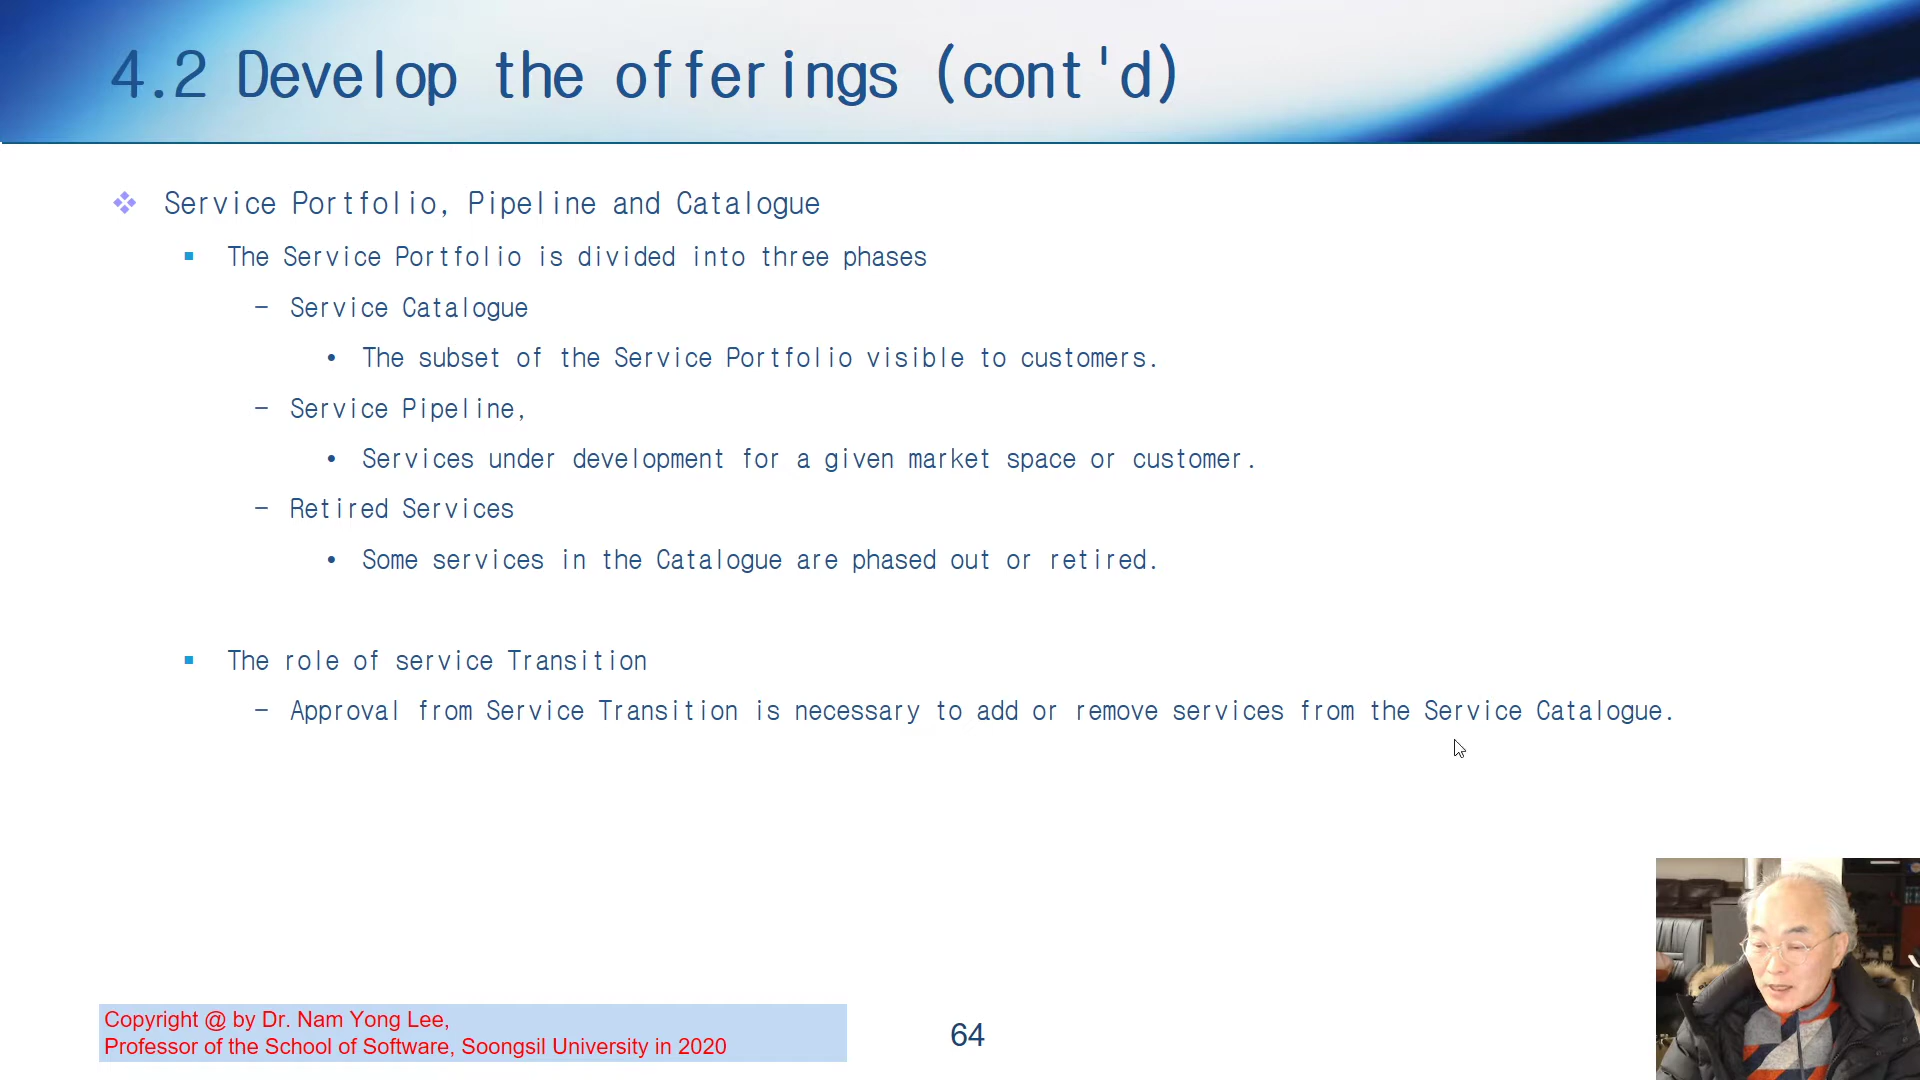 4.2 Develop the offerings (cont'd)
❖ Service Portfolio, Pipeline and Catalogue
▪ The Service Portfolio is divided into three phases
– Service Catalogue
• The subset of the Service Portfolio visible to customers.
– Service Pipeline,
• Services under development for a given market space or customer.
– Retired Services
• Some services in the Catalogue are phased out or retired.
▪ The role of service Transition
– Approval from Service Transition is necessary to add or remove services from the Service Catalogue.
Copyright @ by Dr. Nam Yong Lee,
Professor of the School of Software, Soongsil University in 2020
64